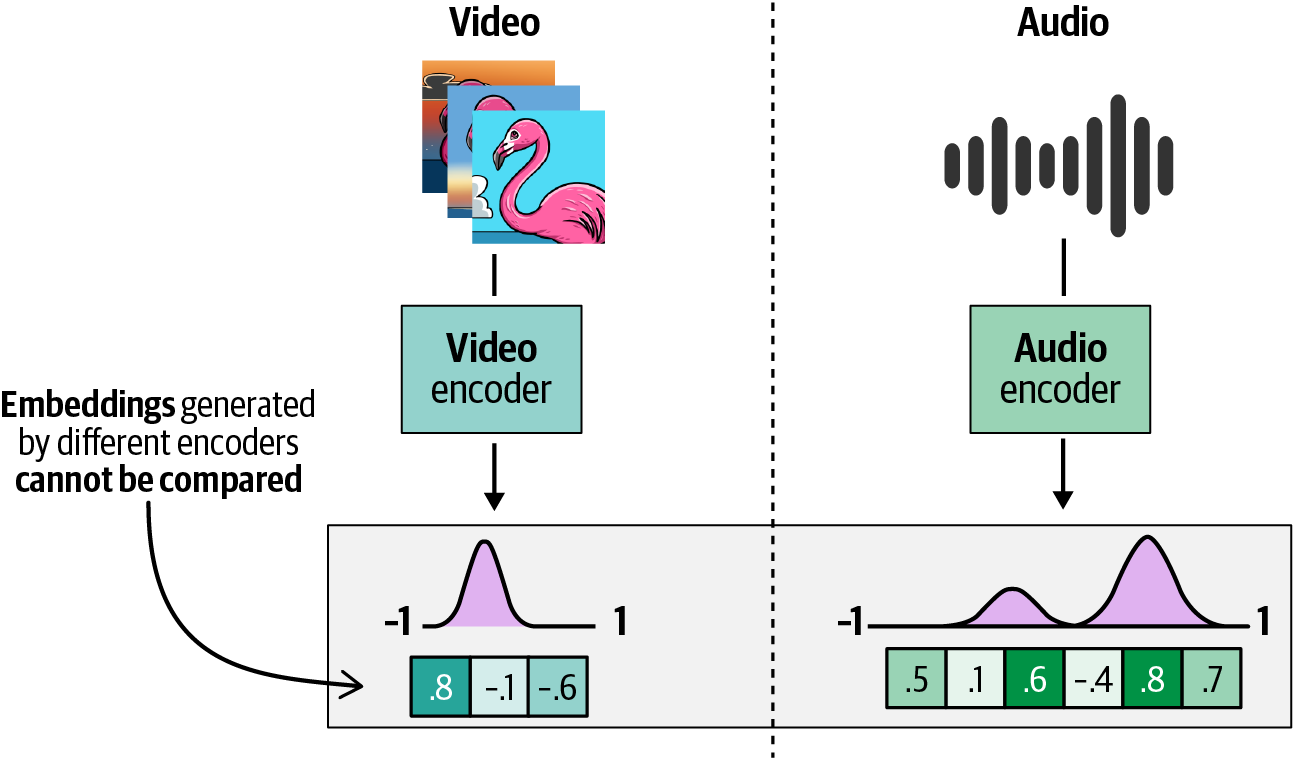 Video
Audio
Video
encoder
Audio
encoder
Embeddings generated
by different encoders
cannot be compared
–1
1
–1
1
.8 –.1 –.6
.5 .1 .6 –.4 .8 .7